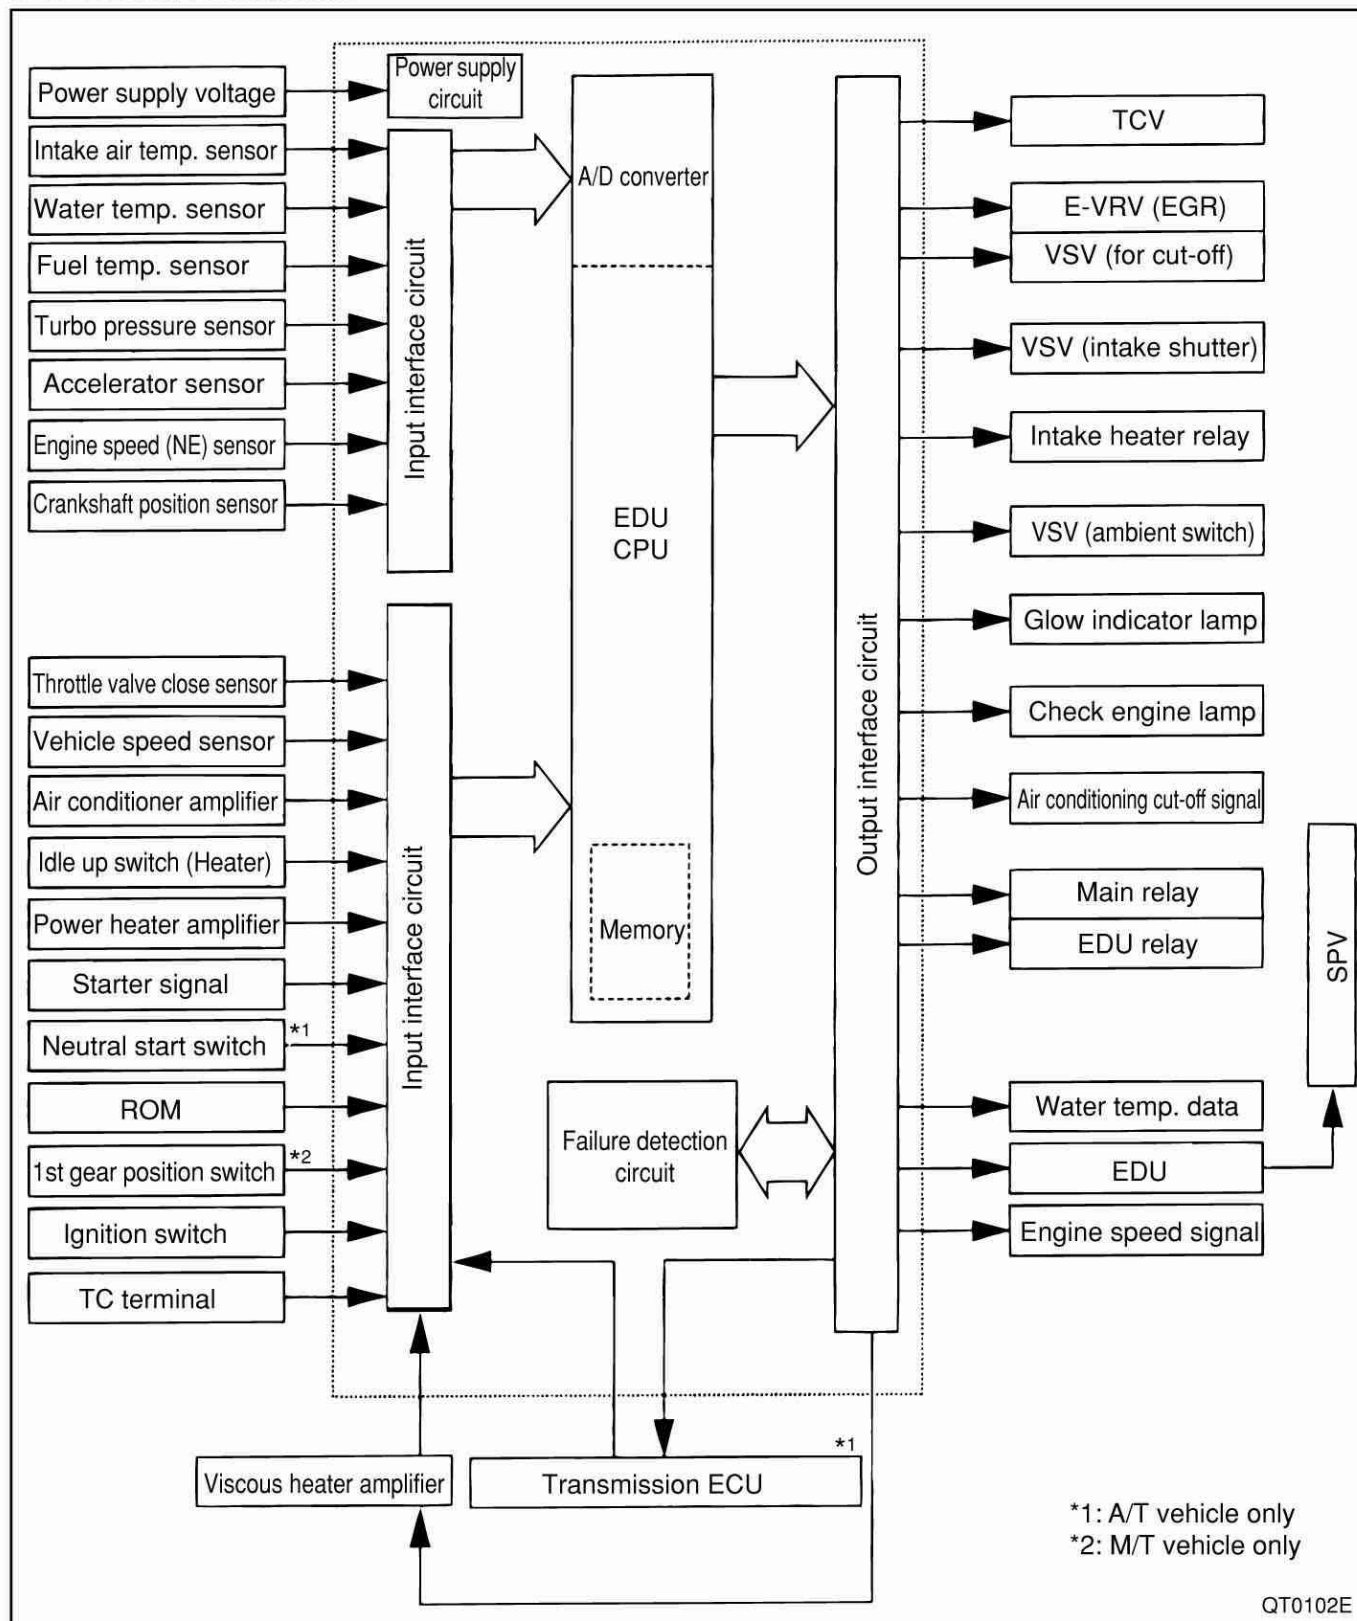 Power supply voltage
Intake air temp. sensor
Water temp. sensor
Fuel temp. sensor
Turbo pressure sensor
Accelerator sensor
Engine speed (NE) sensor
Crankshaft position sensor
Throttle valve close sensor
Vehicle speed sensor
Air conditioner amplifier
Idle up switch (Heater)
Power heater amplifier
Starter signal
Neutral start switch
*1
ROM
1st gear position switch
*2
Ignition switch
TC terminal
Power supply
circuit
Input interface circuit
Input interface circuit
A/D converter
EDU
CPU
Memory
Failure detection
circuit
Output interface circuit
TCV
E-VRV (EGR)
VSV (for cut-off)
VSV (intake shutter)
Intake heater relay
VSV (ambient switch)
Glow indicator lamp
Check engine lamp
Air conditioning cut-off signal
Main relay
EDU relay
Water temp. data
EDU
Engine speed signal
SPV
Viscous heater amplifier
Transmission ECU
*1
*1: A/T vehicle only
*2: M/T vehicle only
QT0102E